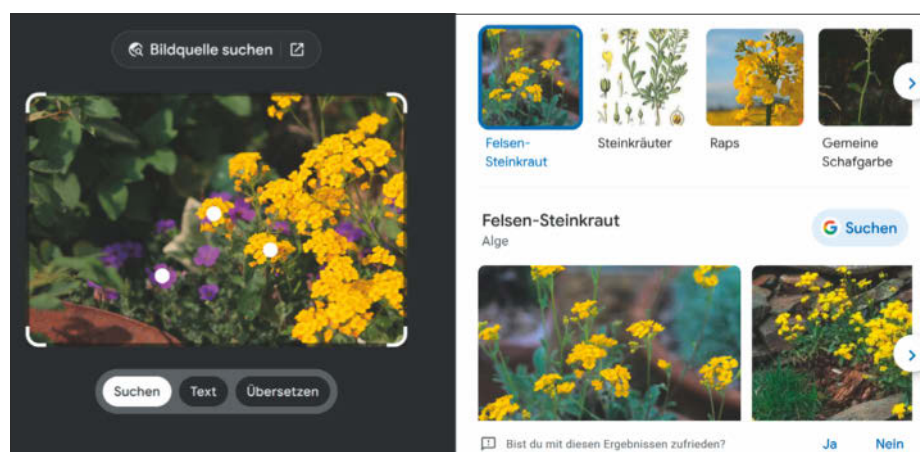 Bildquelle suchen
Suchen
Text
Übersetzen
Felsen-
Steinkraut
Steinkräuter
Raps
Gemeine
Schafgarbe
Felsen-Steinkraut
Alge
G Suchen
Bist du mit diesen Ergebnissen zufrieden?
Ja
Nein